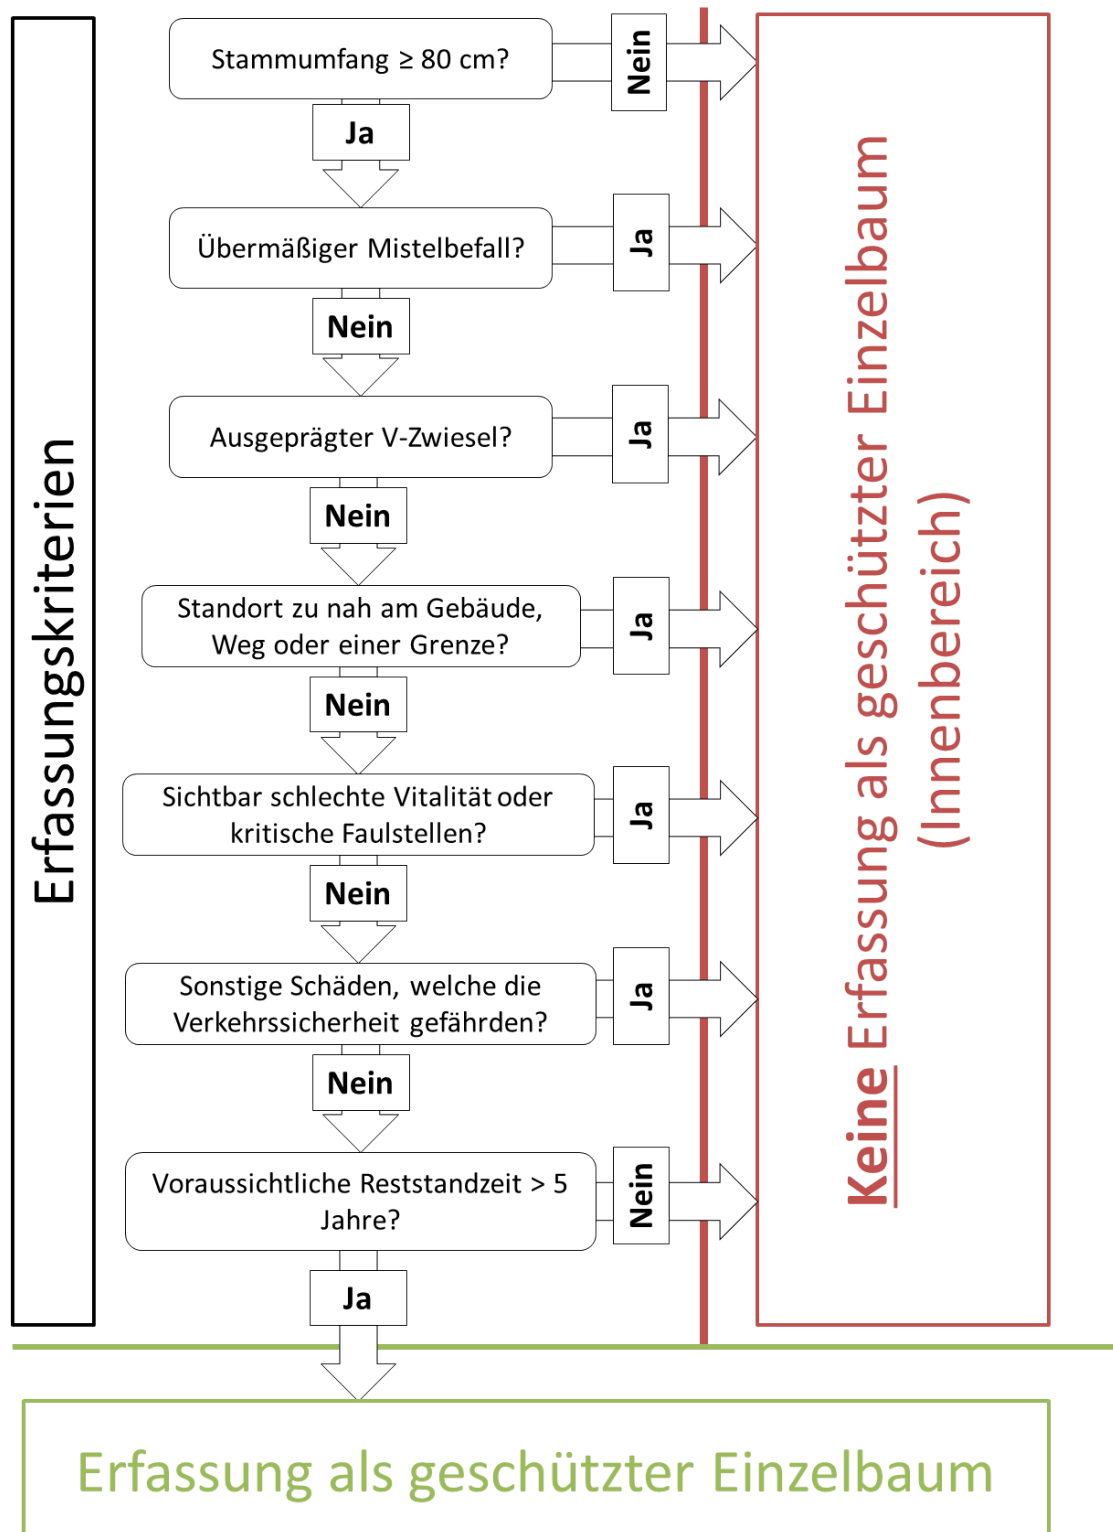 Erfassungskriterien
Stammumfang ≥ 80 cm?
Nein
Ja
Übermäßiger Mistelbefall?
Ja
Nein
Ausgeprägter V-Zwiesel?
Ja
Nein
Standort zu nah am Gebäude,
Weg oder einer Grenze?
Ja
Nein
Sichtbar schlechte Vitalität oder
kritische Faulstellen?
Ja
Nein
Sonstige Schäden, welche die
Verkehrssicherheit gefährden?
Ja
Nein
Voraussichtliche Reststandzeit > 5
Jahre?
Nein
Ja
Keine Erfassung als geschützter Einzelbaum
(Innenbereich)
Erfassung als geschützter Einzelbaum